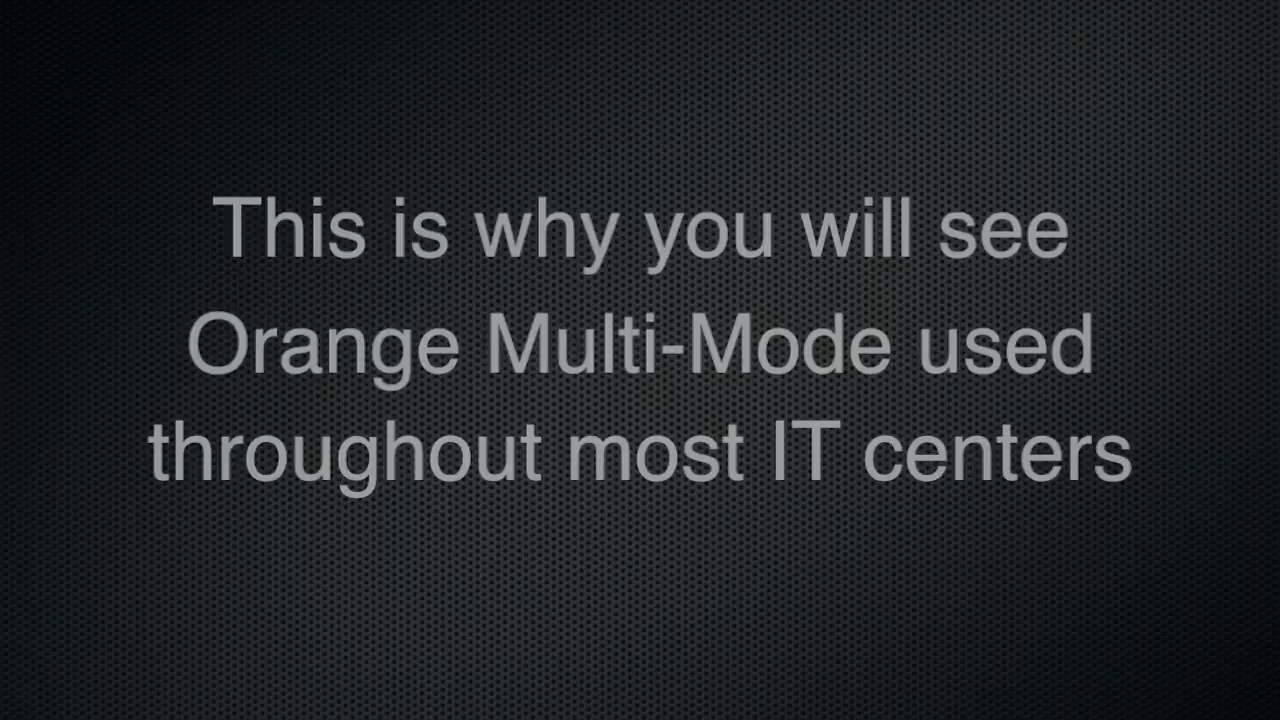 This is why you will see
Orange Multi-Mode used
throughout most IT centers